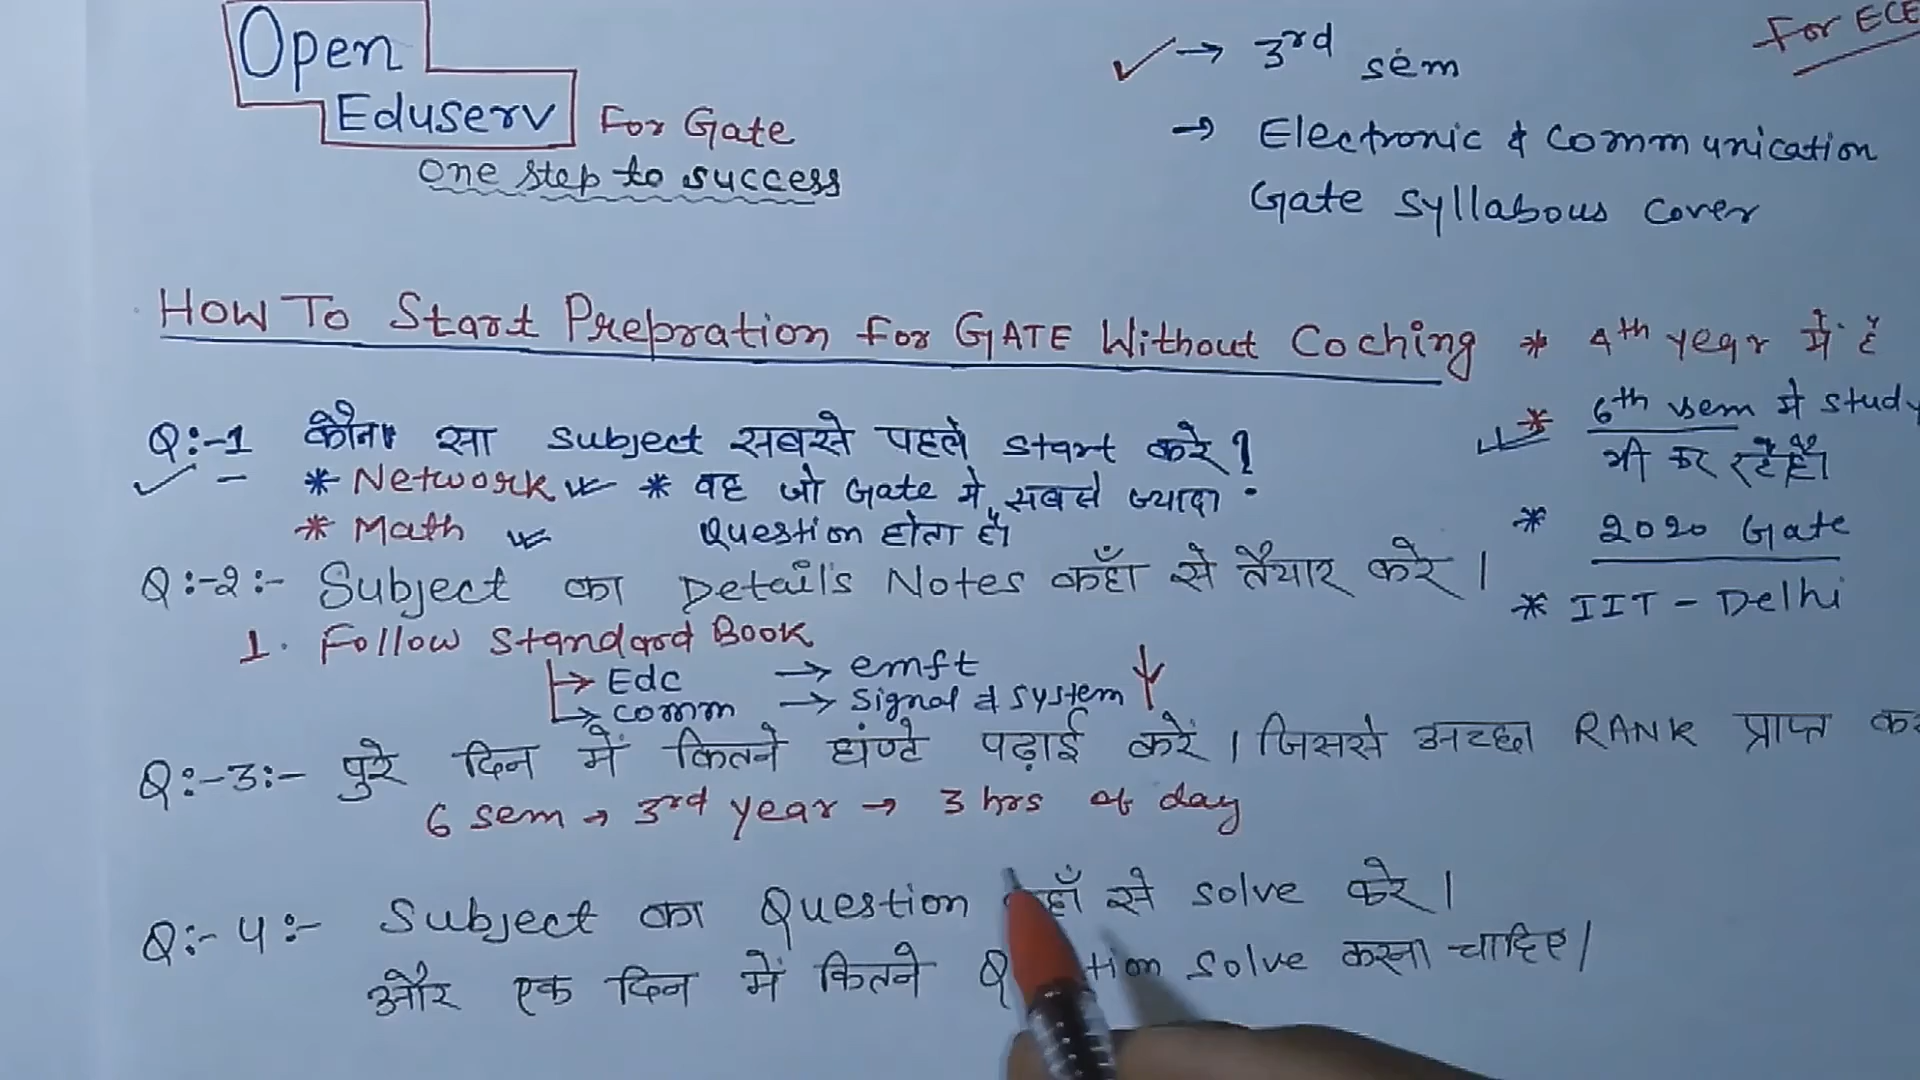 Open
Eduserv For Gate
One step to success
→ 3rd sem
→ Electronic & Communication
Gate Syllabous cover
For ECE
How To Start Prepration For GATE Without Coching
* 4th year में हैं
* 6th sem में study
भी कर रहे हैं।
* 2020 Gate
* IIT - Delhi
Q:-1 कौन सा subject सबसे पहले start करे ?
* Network * वह जो Gate में सबसे ज्यादा
* Math Question होता है।
Q:-2:- Subject का Details Notes कहाँ से तैयार करे ।
1. Follow Standard Book
→ Edc → emft
→ comm → Signal & system
Q:-3:- पुरे दिन में कितने घंण्टे पढ़ाई करें । जिससे अच्छा RANK प्राप्त
6 sem → 3rd year → 3 hrs of day
Q:- 4:- Subject का Question से solve करे ।
और एक दिन में कितने solve करना चाहिए ।